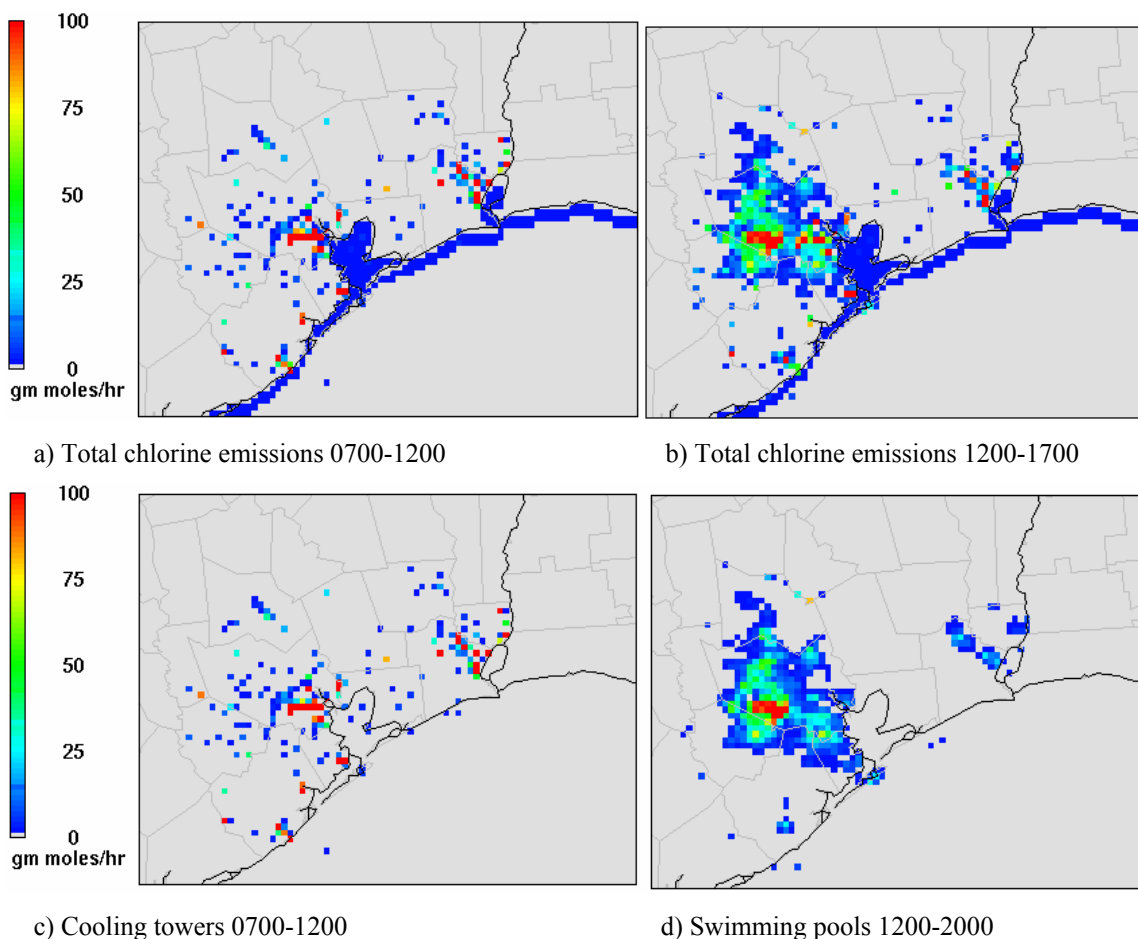 100
75
50
25
0
gm moles/hr
a) Total chlorine emissions 0700-1200
b) Total chlorine emissions 1200-1700
100
75
50
25
0
gm moles/hr
c) Cooling towers 0700-1200
d) Swimming pools 1200-2000